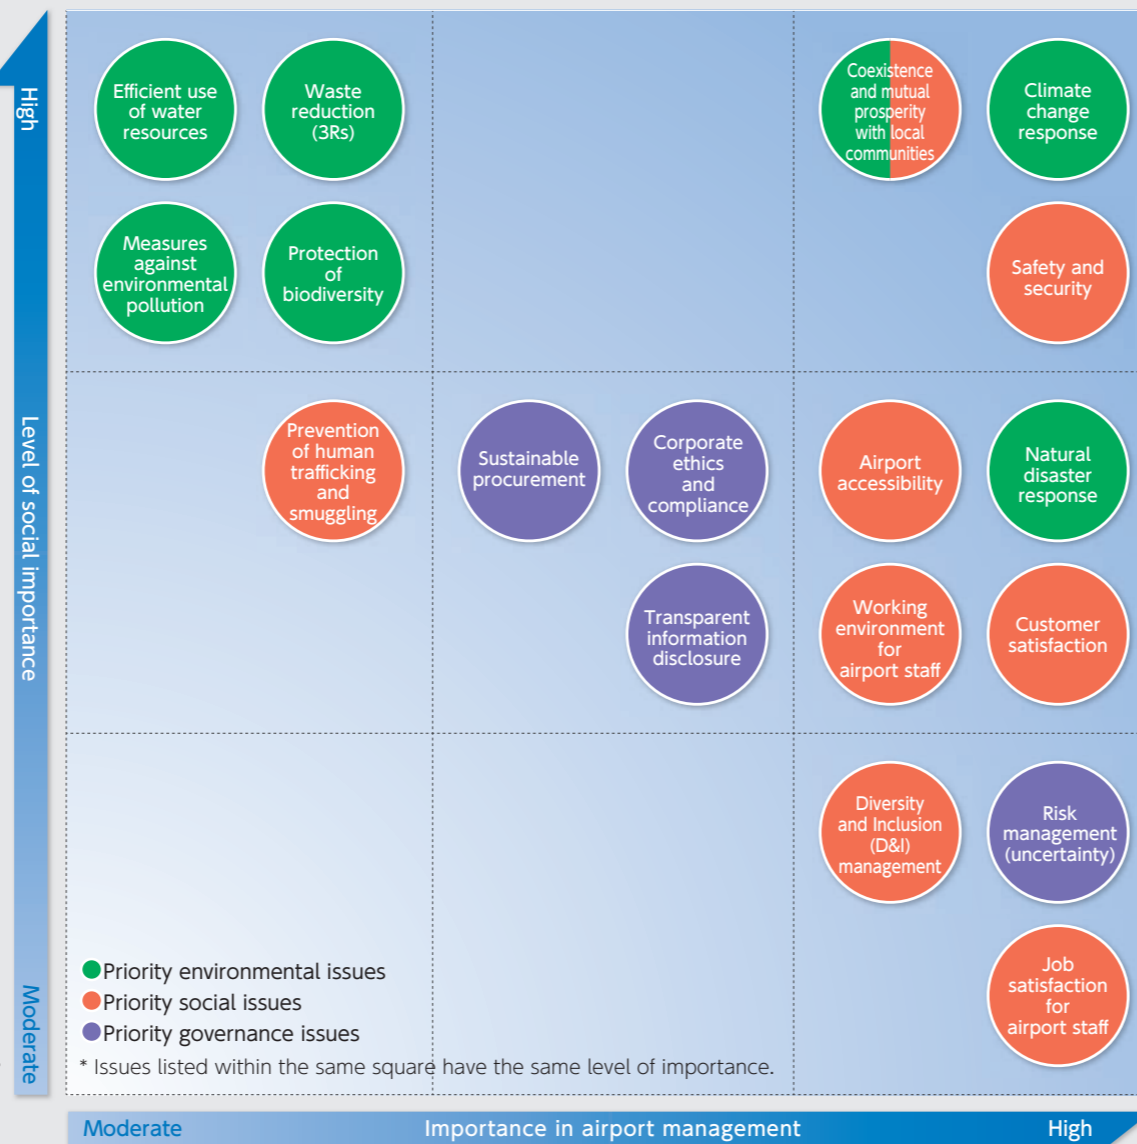 High
Level of social importance
Moderate
Efficient use
of water
resources
Waste
reduction
(3Rs)
Coexistence
and mutual
prosperity
with local
communities
Climate
change
response
Measures
against
environmental
pollution
Protection
of
biodiversity
Safety and
security
Prevention
of human
trafficking
and
smuggling
Sustainable
procurement
Corporate
ethics
and
compliance
Airport
accessibility
Natural
disaster
response
Transparent
information
disclosure
Working
environment
for
airport staff
Customer
satisfaction
Diversity
and Inclusion
(D&I)
management
Risk
management
(uncertainty)
Job
satisfaction
for
airport staff
Priority environmental issues
Priority social issues
Priority governance issues
* Issues listed within the same square have the same level of importance.
Moderate
Importance in airport management
High